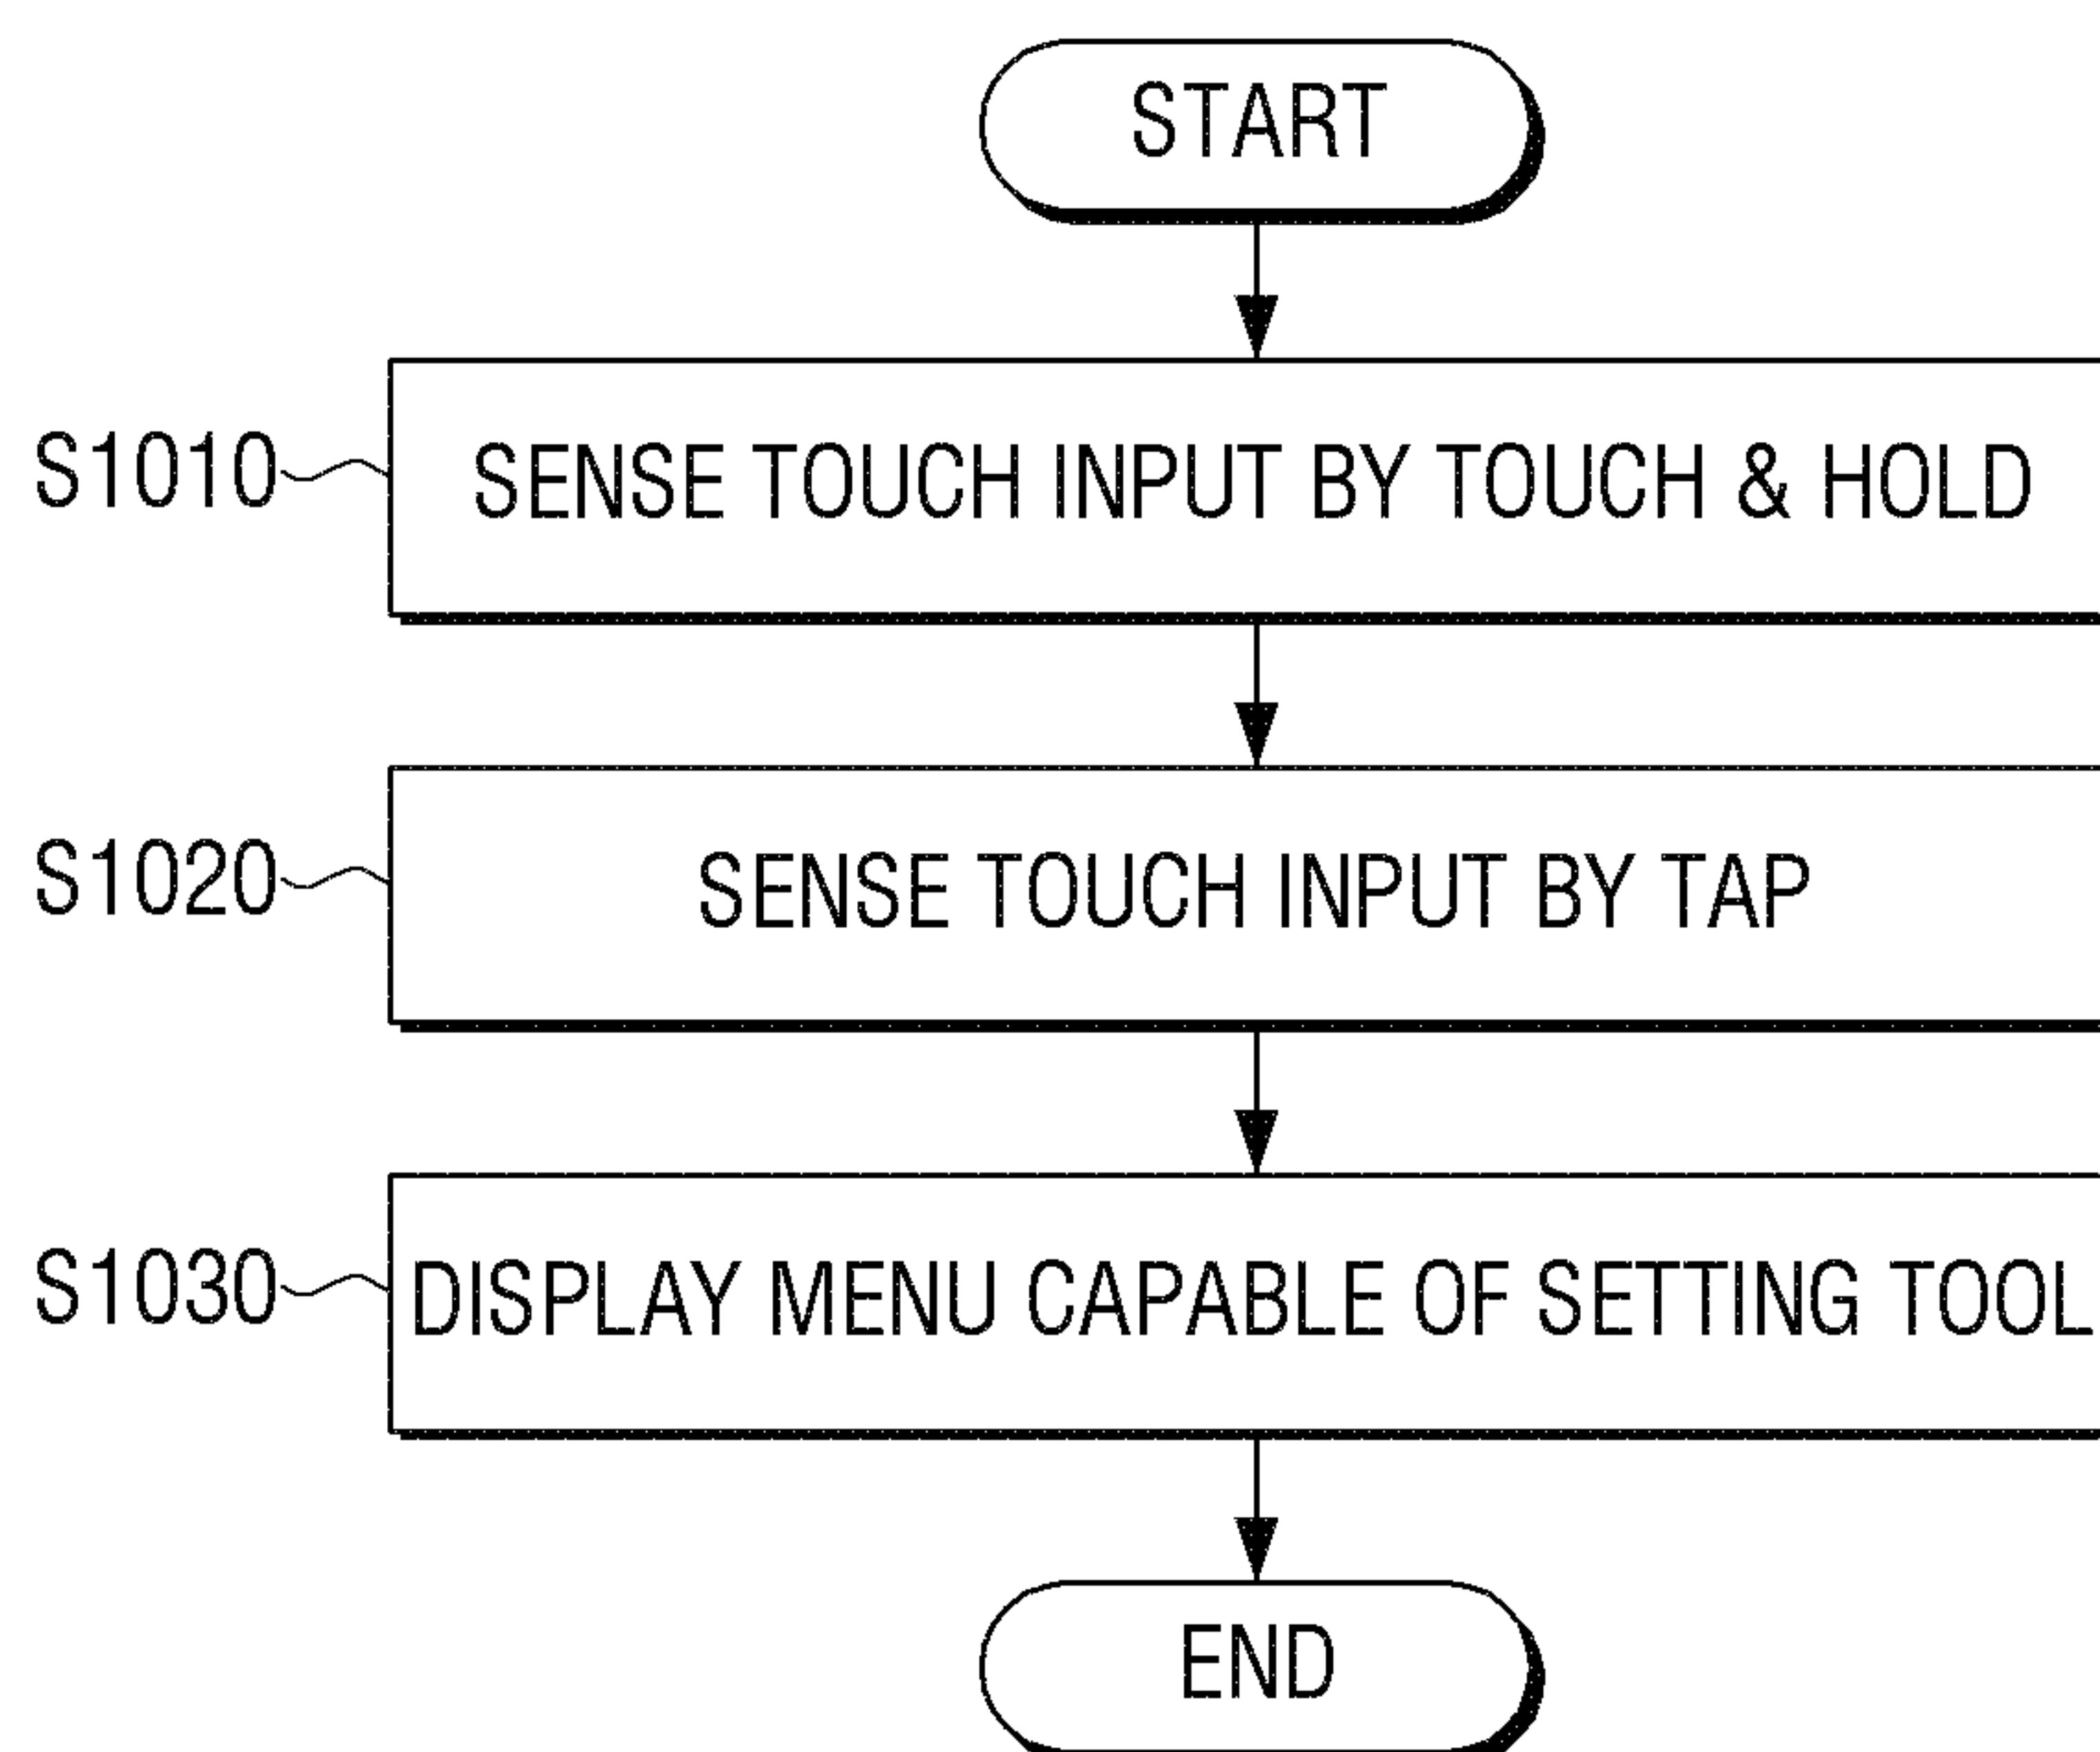 START
S1010
SENSE TOUCH INPUT BY TOUCH & HOLD
S1020
SENSE TOUCH INPUT BY TAP
S1030
DISPLAY MENU CAPABLE OF SETTING TOOL
END